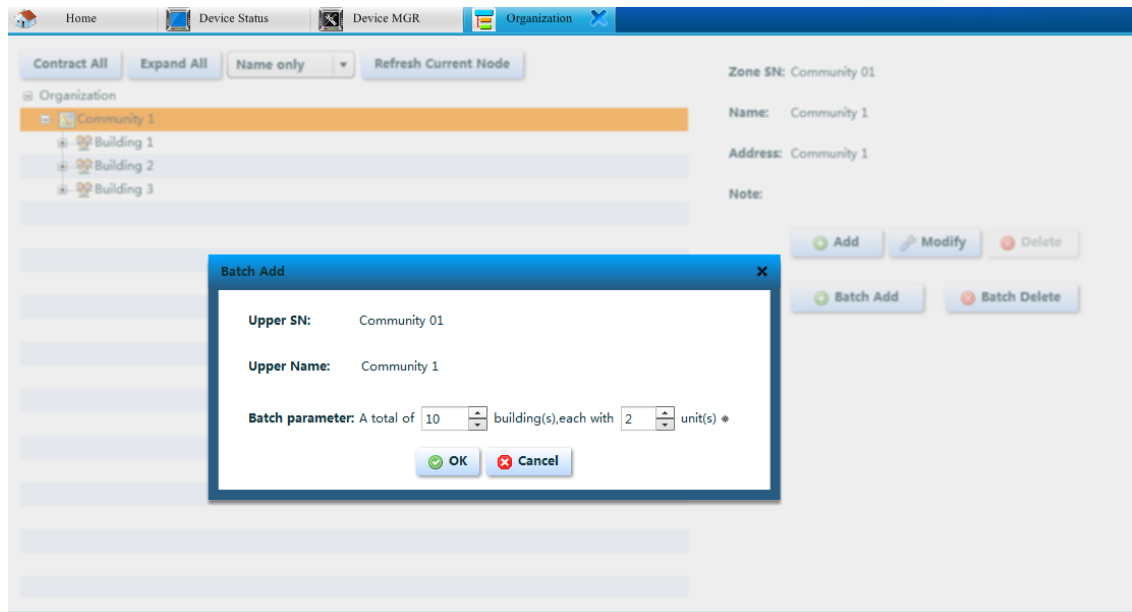 Home Device Status Device MGR Organization
Contract All Expand All Name only Refresh Current Node
Organization
Community 1
Building 1
Building 2
Building 3
Zone SN: Community 01
Name: Community 1
Address: Community 1
Note:
Add Modify Delete
Batch Add Batch Delete
Batch Add
Upper SN: Community 01
Upper Name: Community 1
Batch parameter: A total of 10 building(s),each with 2 unit(s) *
OK Cancel